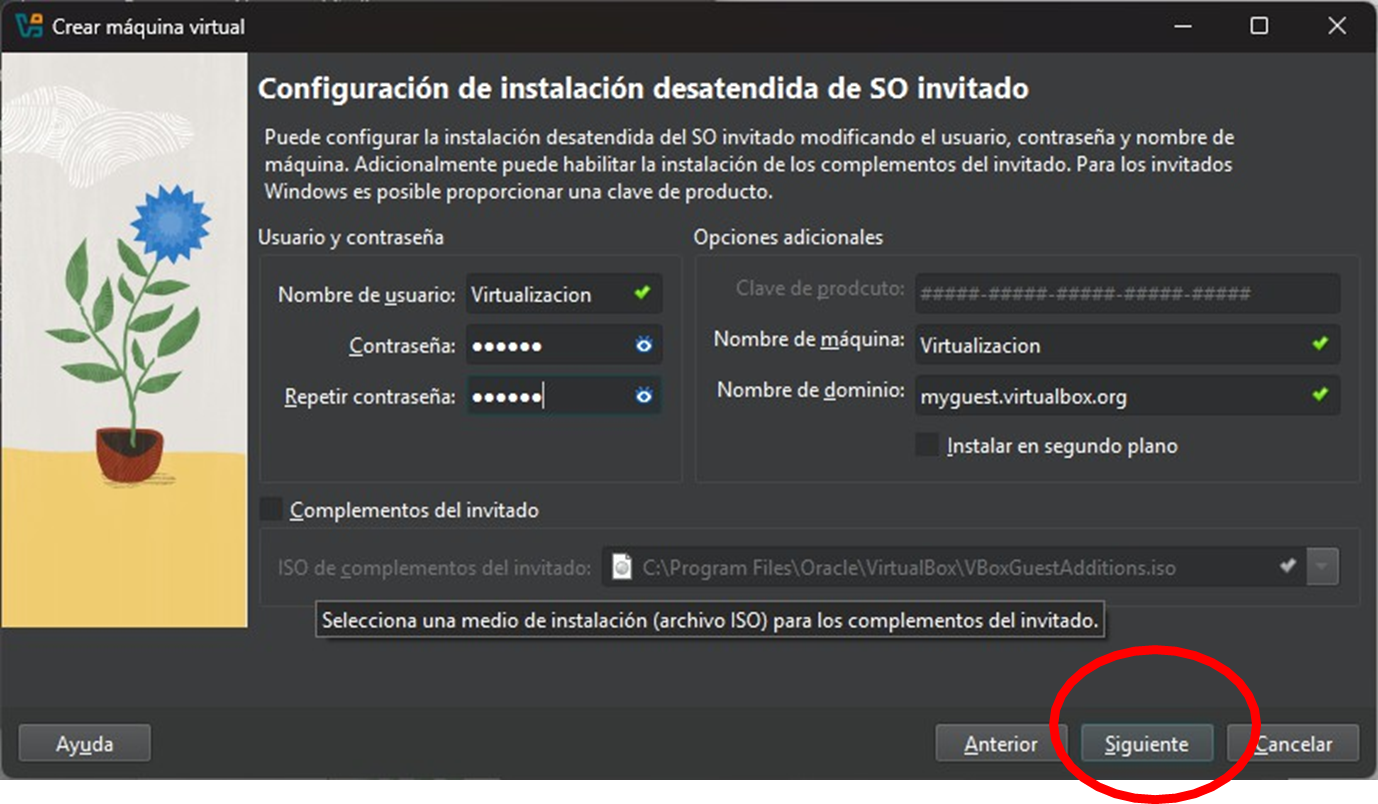 Crear máquina virtual
Configuración de instalación desatendida de SO invitado
Puede configurar la instalación desatendida del SO invitado modificando el usuario, contraseña y nombre de
máquina. Adicionalmente puede habilitar la instalación de los complementos del invitado. Para los invitados
Windows es posible proporcionar una clave de producto.
Usuario y contraseña
Nombre de usuario: Virtualizacion
Contraseña: ●●●●●●
Repetir contraseña: ●●●●●●
Opciones adicionales
Clave de prodcuto: #####-#####-#####-#####-#####
Nombre de máquina: Virtualizacion
Nombre de dominio: myguest.virtualbox.org
Instalar en segundo plano
Complementos del invitado
ISO de complementos del invitado: C:\Program Files\Oracle\VirtualBox\VBoxGuestAdditions.iso
Selecciona una medio de instalación (archivo ISO) para los complementos del invitado.
Ayuda Anterior Siguiente Cancelar